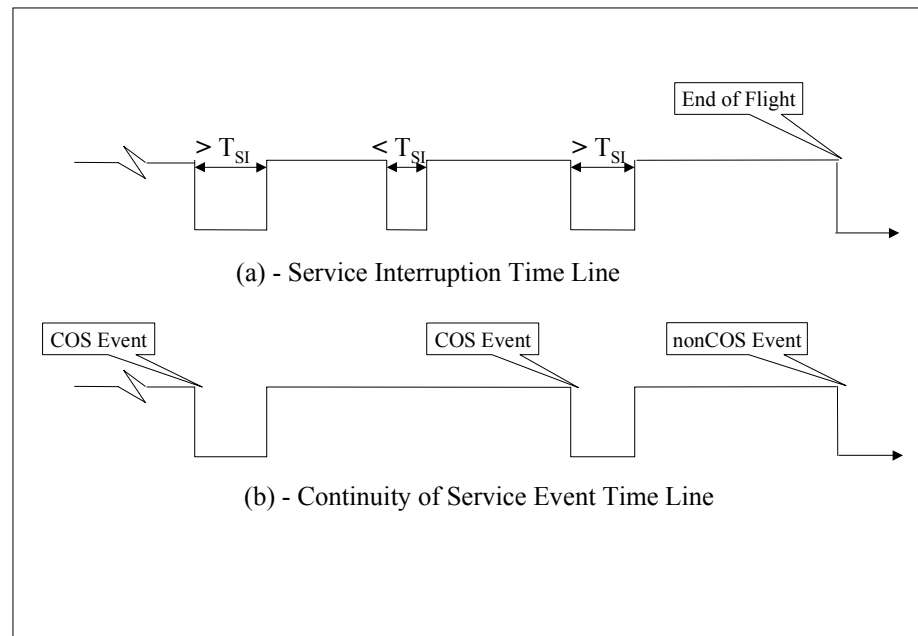 End of Flight
> T_SI < T_SI > T_SI
(a) - Service Interruption Time Line
COS Event COS Event nonCOS Event
(b) - Continuity of Service Event Time Line